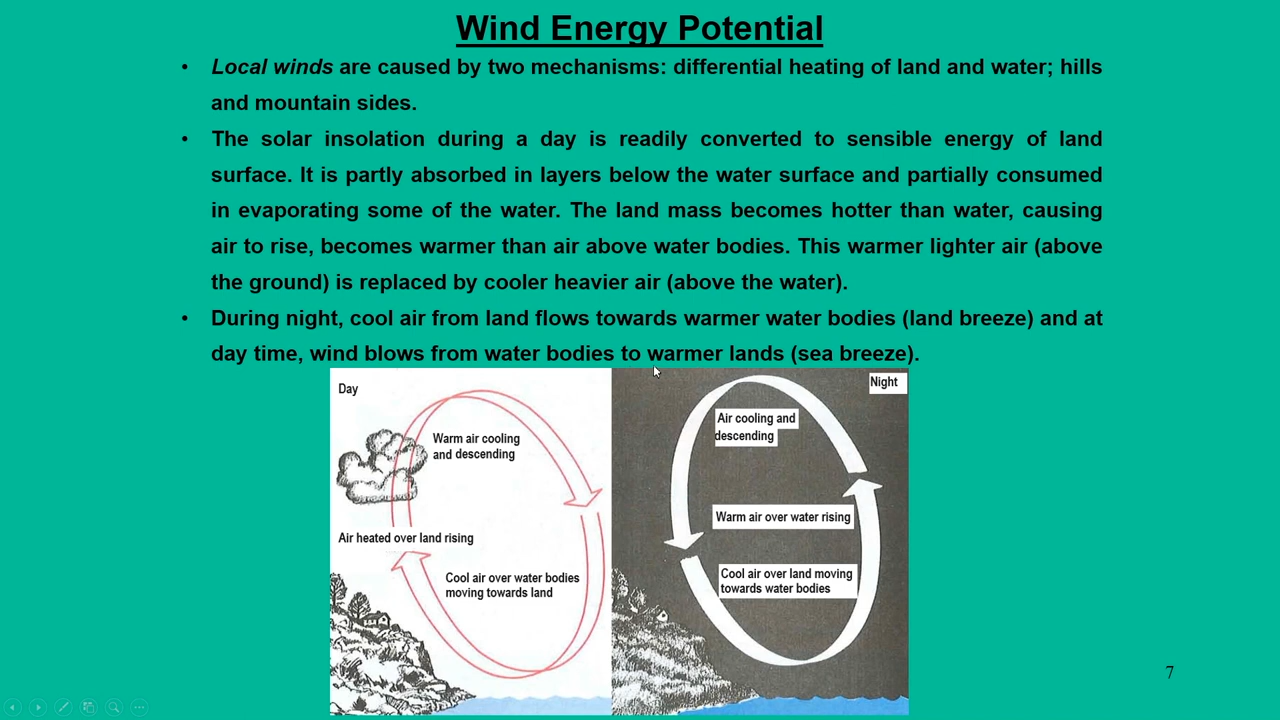 Wind Energy Potential
• Local winds are caused by two mechanisms: differential heating of land and water; hills
and mountain sides.
• The solar insolation during a day is readily converted to sensible energy of land
surface. It is partly absorbed in layers below the water surface and partially consumed
in evaporating some of the water. The land mass becomes hotter than water, causing
air to rise, becomes warmer than air above water bodies. This warmer lighter air (above
the ground) is replaced by cooler heavier air (above the water).
• During night, cool air from land flows towards warmer water bodies (land breeze) and at
day time, wind blows from water bodies to warmer lands (sea breeze).
Day
Warm air cooling
and descending
Air heated over land rising
Cool air over water bodies
moving towards land
Night
Air cooling and
descending
Warm air over water rising
Cool air over land moving
towards water bodies
7